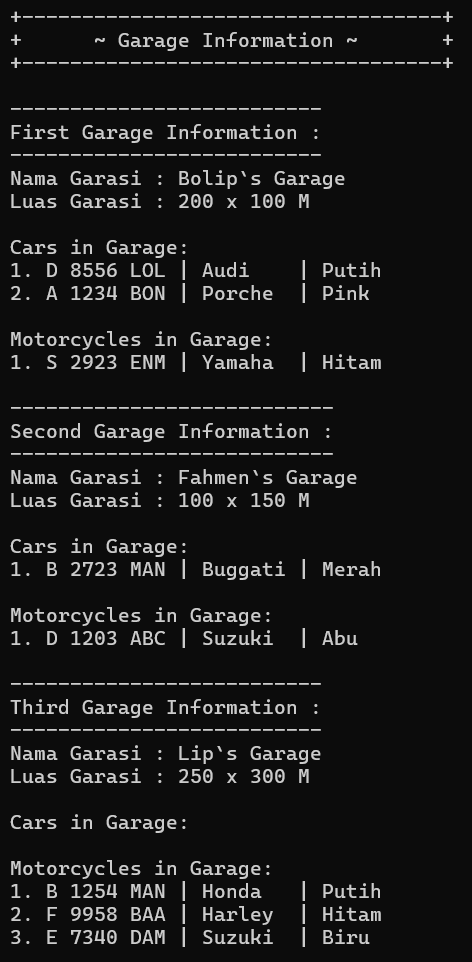 +-----------------------------------+
+      ~ Garage Information ~       +
+-----------------------------------+
--------------------------
First Garage Information :
--------------------------
Nama Garasi : Bolip`s Garage
Luas Garasi : 200 x 100 M
Cars in Garage:
1. D 8556 LOL | Audi    | Putih
2. A 1234 BON | Porche  | Pink
Motorcycles in Garage:
1. S 2923 ENM | Yamaha  | Hitam
---------------------------
Second Garage Information :
---------------------------
Nama Garasi : Fahmen`s Garage
Luas Garasi : 100 x 150 M
Cars in Garage:
1. B 2723 MAN | Buggati | Merah
Motorcycles in Garage:
1. D 1203 ABC | Suzuki  | Abu
--------------------------
Third Garage Information :
--------------------------
Nama Garasi : Lip`s Garage
Luas Garasi : 250 x 300 M
Cars in Garage:
Motorcycles in Garage:
1. B 1254 MAN | Honda   | Putih
2. F 9958 BAA | Harley  | Hitam
3. E 7340 DAM | Suzuki  | Biru